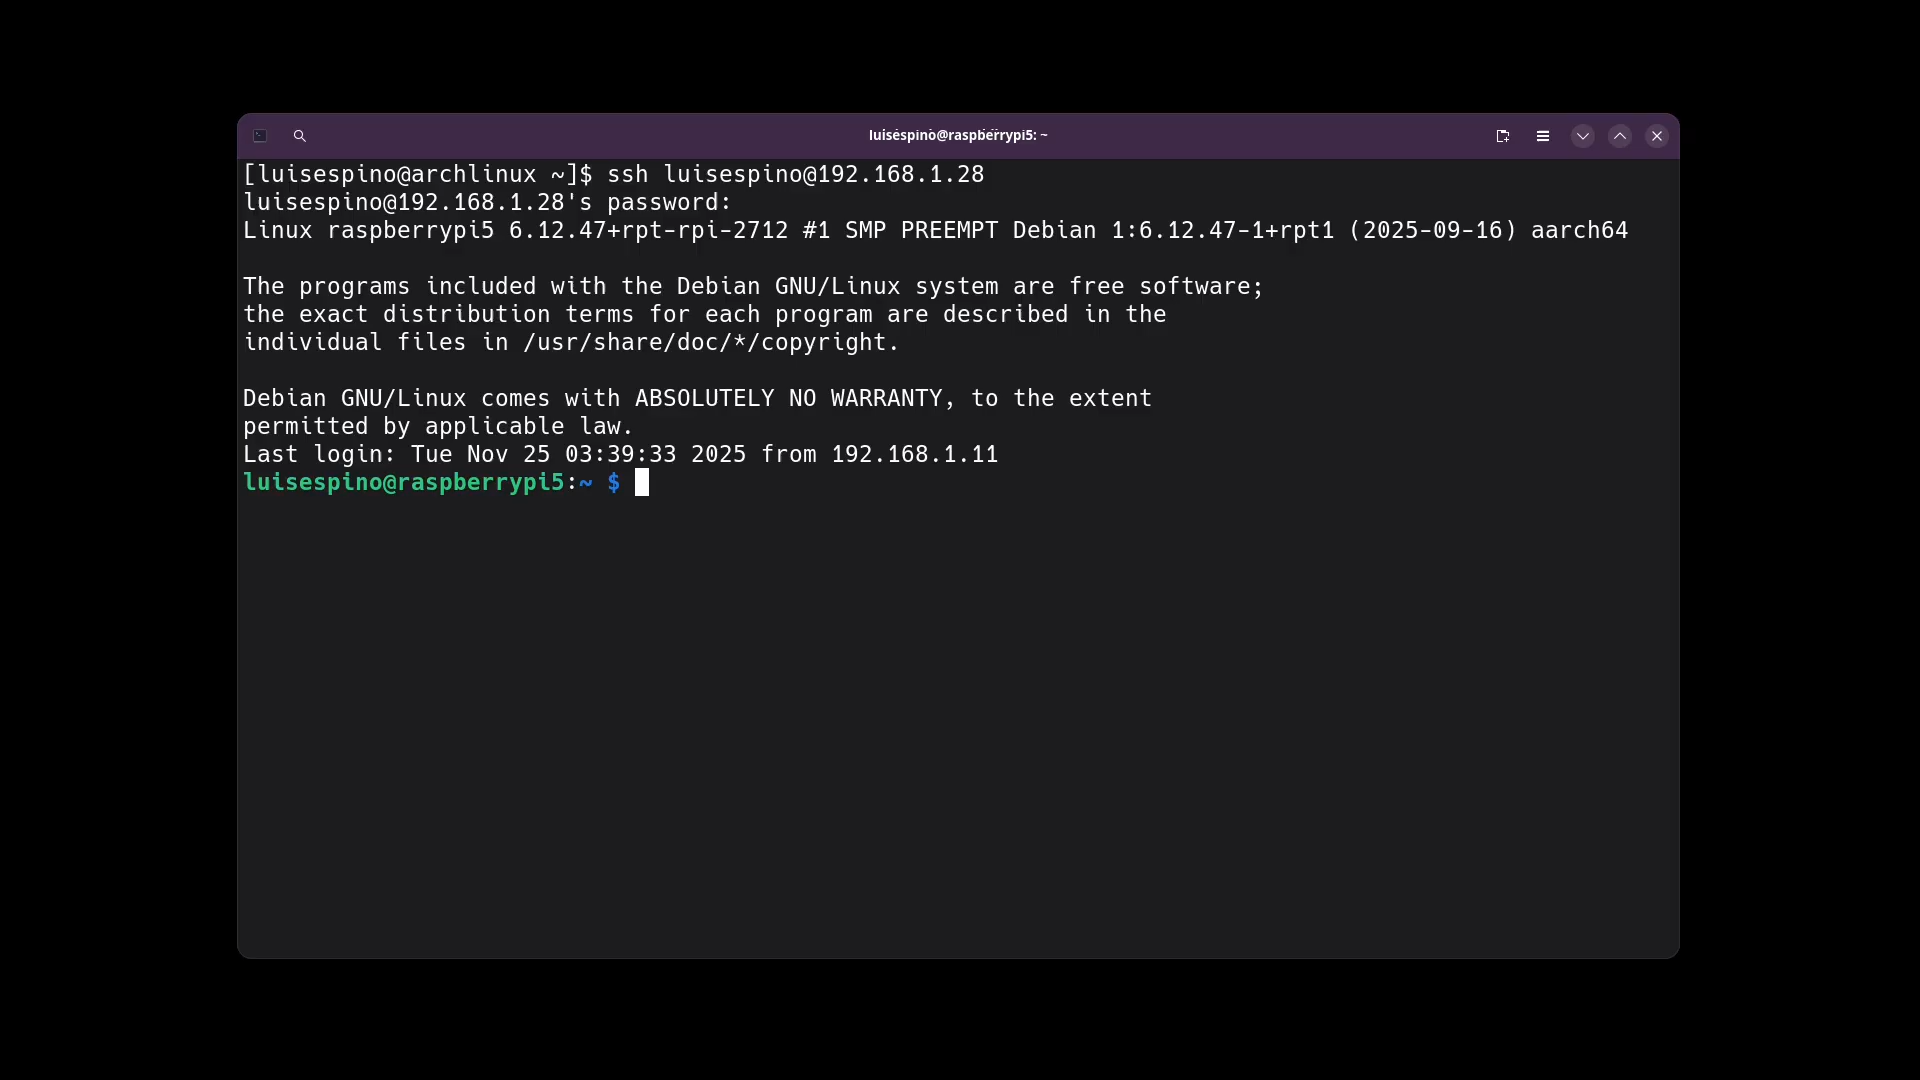 luisespino@raspberrypi5: ~
[luisespino@archlinux ~]$ ssh luisespino@192.168.1.28
luisespino@192.168.1.28's password:
Linux raspberrypi5 6.12.47+rpt-rpi-2712 #1 SMP PREEMPT Debian 1:6.12.47-1+rpt1 (2025-09-16) aarch64
The programs included with the Debian GNU/Linux system are free software;
the exact distribution terms for each program are described in the
individual files in /usr/share/doc/*/copyright.
Debian GNU/Linux comes with ABSOLUTELY NO WARRANTY, to the extent
permitted by applicable law.
Last login: Tue Nov 25 03:39:33 2025 from 192.168.1.11
luisespino@raspberrypi5:~ $